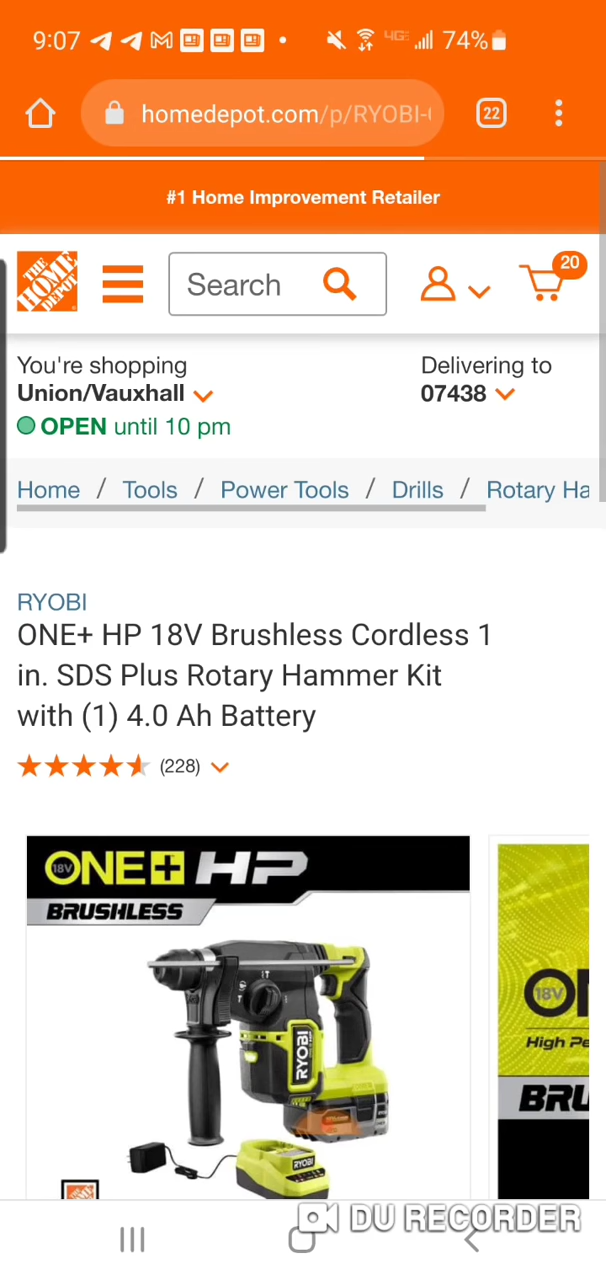 9:07
4GE
74%
homedepot.com/p/RYOBI-
22
#1 Home Improvement Retailer
THE HOME DEPOT
Search
20
You're shopping
Delivering to
Union/Vauxhall
07438
OPEN until 10 pm
Home / Tools / Power Tools / Drills / Rotary Ha
RYOBI
ONE+ HP 18V Brushless Cordless 1
in. SDS Plus Rotary Hammer Kit
with (1) 4.0 Ah Battery
(228)
18V ONE+ HP
BRUSHLESS
RYOBI
RYOBI
18V
High Pe
BRU
DU RECORDER